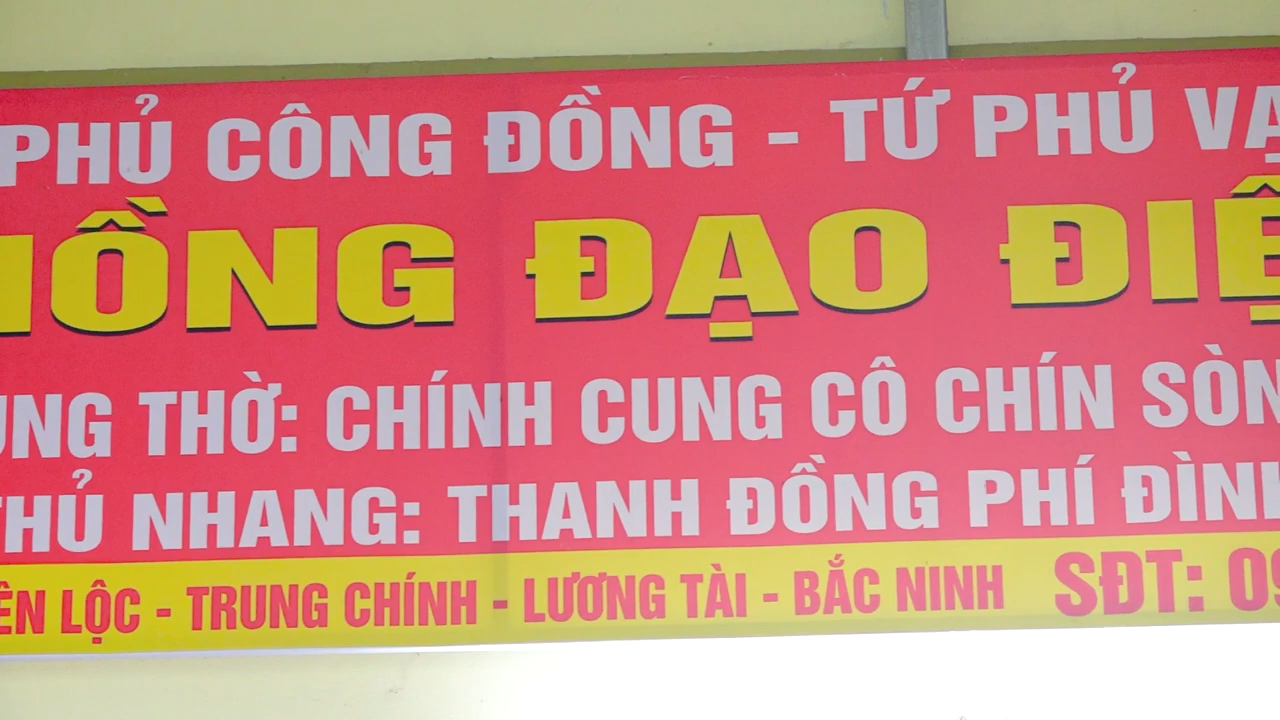 PHỦ CÔNG ĐỒNG - TỨ PHỦ
ĐẠO
THỜ: CHÍNH CUNG CÔ CHÍN
THỦ NHANG: THANH ĐỒNG PHÍ
LỘC - TRUNG CHÍNH - LƯƠNG TÀI - BẮC NINH SĐT: